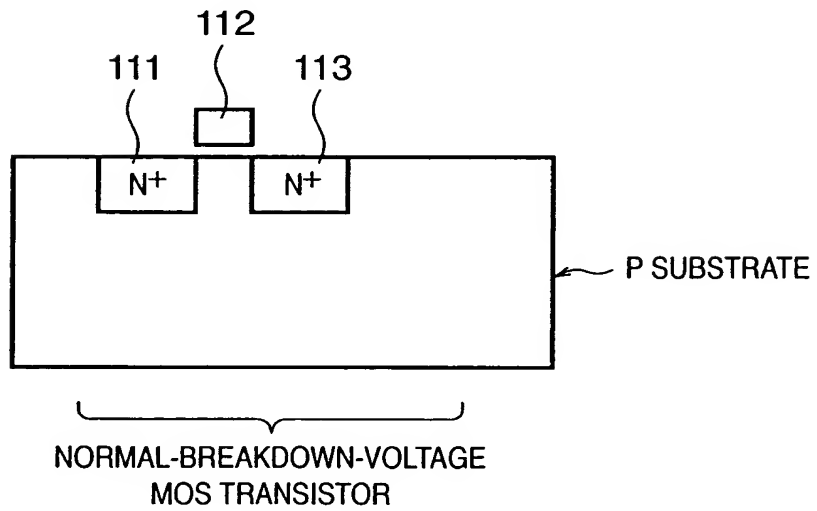 112
111
113
N+
N+
P SUBSTRATE
NORMAL-BREAKDOWN-VOLTAGE
MOS TRANSISTOR